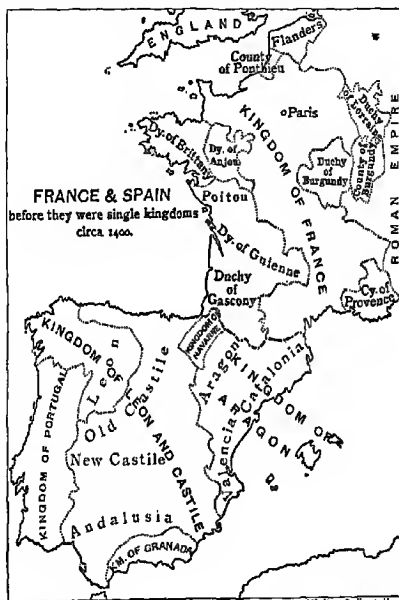 ENGLAND
Flanders
County
of Ponthieu
Paris
KINGDOM OF FRANCE
Duchy
of Lorraine
ROMAN EMPIRE
Dy. of Brittany
Dy. of
Anjou
Duchy
of
Burgundy
County of
Burgundy
FRANCE & SPAIN
before they were single kingdoms
circa 1400.
Poitou
Dy. of Guienne
Duchy
of
Gascony
Cy. of
Provence
KINGDOM OF LEON AND CASTILE
Leon
Old Castile
KINGDOM OF
NAVARRE
Aragon
Catalonia
KINGDOM OF
ARAGON
Valencia
KINGDOM OF PORTUGAL
New Castile
Andalusia
KM. OF GRANADA